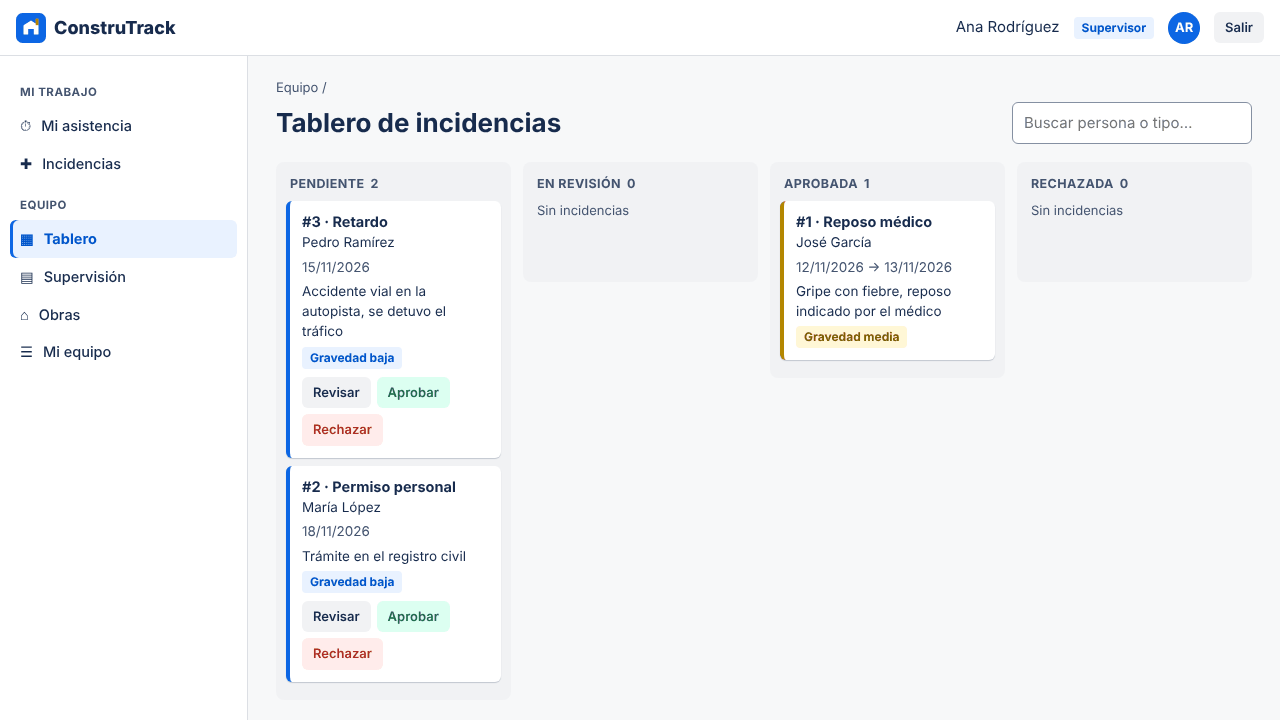 ConstruTrack
Ana Rodríguez
Supervisor
AR
Salir
MI TRABAJO
Mi asistencia
Incidencias
EQUIPO
Tablero
Supervisión
Obras
Mi equipo
Equipo /
Tablero de incidencias
Buscar persona o tipo...
PENDIENTE 2
#3 · Retardo
Pedro Ramírez
15/11/2026
Accidente vial en la
autopista, se detuvo el
tráfico
Gravedad baja
Revisar
Aprobar
Rechazar
#2 · Permiso personal
María López
18/11/2026
Trámite en el registro civil
Gravedad baja
Revisar
Aprobar
Rechazar
EN REVISIÓN 0
Sin incidencias
APROBADA 1
#1 · Reposo médico
José García
12/11/2026 → 13/11/2026
Gripe con fiebre, reposo
indicado por el médico
Gravedad media
RECHAZADA 0
Sin incidencias